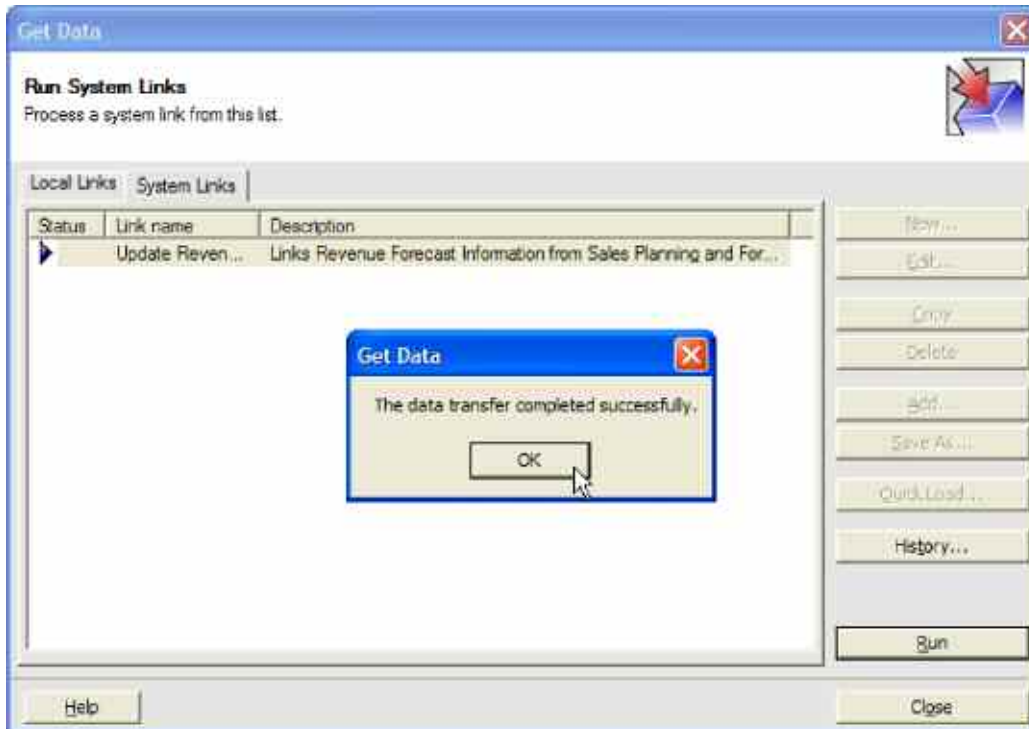 Get Data
Run System Links
Process a system link from this list.
Local Links System Links
Status Link name Description
Update Reven... Links Revenue Forecast Information from Sales Planning and For...
New...
Edit...
Copy
Delete
Get Data
The data transfer completed successfully.
OK
Add...
Save As...
Quick Load...
History...
Run
Help
Close